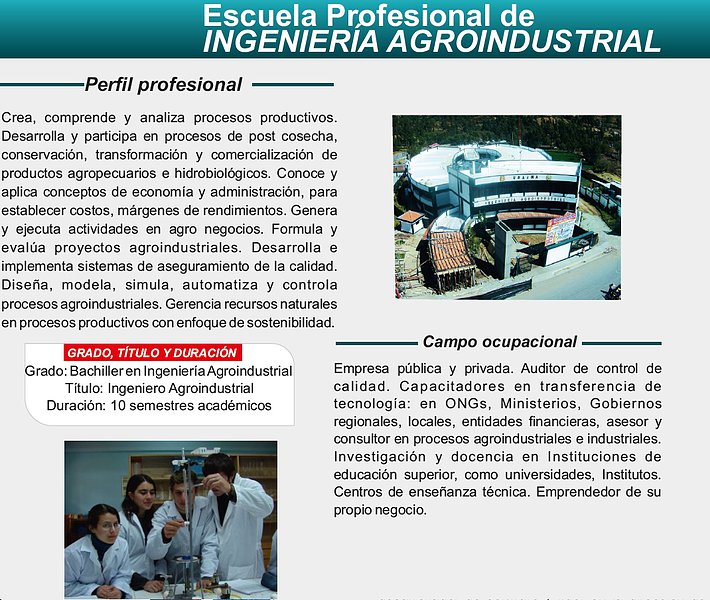 Escuela Profesional de
INGENIERÍA AGROINDUSTRIAL
Perfil profesional
Crea, comprende y analiza procesos productivos.
Desarrolla y participa en procesos de post cosecha,
conservación, transformación y comercialización de
productos agropecuarios e hidrobiológicos. Conoce y
aplica conceptos de economía y administración, para
establecer costos, márgenes de rendimientos. Genera
y ejecuta actividades en agro negocios. Formula y
evalúa proyectos agroindustriales. Desarrolla e
implementa sistemas de aseguramiento de la calidad.
Diseña, modela, simula, automatiza y controla
procesos agroindustriales. Gerencia recursos naturales
en procesos productivos con enfoque de sostenibilidad.
GRADO, TÍTULO Y DURACIÓN
Grado: Bachiller en Ingeniería Agroindustrial
Título: Ingeniero Agroindustrial
Duración: 10 semestres académicos
Campo ocupacional
Empresa pública y privada. Auditor de control de
calidad. Capacitadores en transferencia de
tecnología: en ONGs, Ministerios, Gobiernos
regionales, locales, entidades financieras, asesor y
consultor en procesos agroindustriales e industriales.
Investigación y docencia en Instituciones de
educación superior, como universidades, Institutos.
Centros de enseñanza técnica. Emprendedor de su
propio negocio.